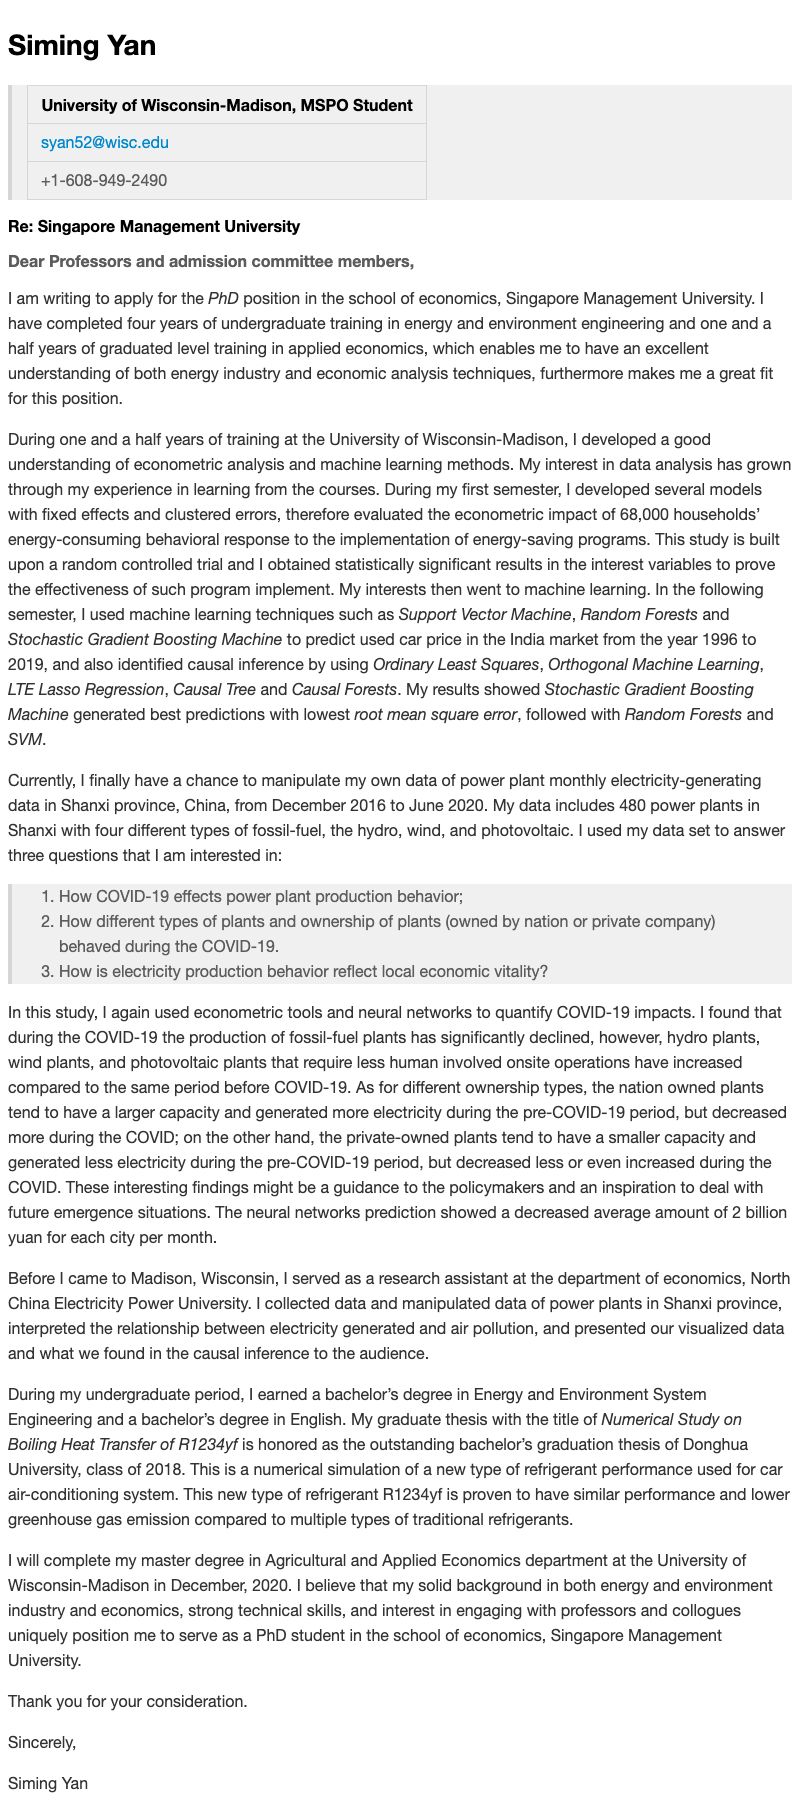 Siming Yan
University of Wisconsin-Madison, MSPO Student
syan52@wisc.edu
+1-608-949-2490
Re: Singapore Management University
Dear Professors and admission committee members,
I am writing to apply for the PhD position in the school of economics, Singapore Management University. I
have completed four years of undergraduate training in energy and environment engineering and one and a
half years of graduated level training in applied economics, which enables me to have an excellent
understanding of both energy industry and economic analysis techniques, furthermore makes me a great fit
for this position.
During one and a half years of training at the University of Wisconsin-Madison, I developed a good
understanding of econometric analysis and machine learning methods. My interest in data analysis has grown
through my experience in learning from the courses. During my first semester, I developed several models
with fixed effects and clustered errors, therefore evaluated the econometric impact of 68,000 households’
energy-consuming behavioral response to the implementation of energy-saving programs. This study is built
upon a random controlled trial and I obtained statistically significant results in the interest variables to prove
the effectiveness of such program implement. My interests then went to machine learning. In the following
semester, I used machine learning techniques such as Support Vector Machine, Random Forests and
Stochastic Gradient Boosting Machine to predict used car price in the India market from the year 1996 to
2019, and also identified causal inference by using Ordinary Least Squares, Orthogonal Machine Learning,
LTE Lasso Regression, Causal Tree and Causal Forests. My results showed Stochastic Gradient Boosting
Machine generated best predictions with lowest root mean square error, followed with Random Forests and
SVM.
Currently, I finally have a chance to manipulate my own data of power plant monthly electricity-generating
data in Shanxi province, China, from December 2016 to June 2020. My data includes 480 power plants in
Shanxi with four different types of fossil-fuel, the hydro, wind, and photovoltaic. I used my data set to answer
three questions that I am interested in:
1. How COVID-19 effects power plant production behavior;
2. How different types of plants and ownership of plants (owned by nation or private company)
behaved during the COVID-19.
3. How is electricity production behavior reflect local economic vitality?
In this study, I again used econometric tools and neural networks to quantify COVID-19 impacts. I found that
during the COVID-19 the production of fossil-fuel plants has significantly declined, however, hydro plants,
wind plants, and photovoltaic plants that require less human involved onsite operations have increased
compared to the same period before COVID-19. As for different ownership types, the nation owned plants
tend to have a larger capacity and generated more electricity during the pre-COVID-19 period, but decreased
more during the COVID; on the other hand, the private-owned plants tend to have a smaller capacity and
generated less electricity during the pre-COVID-19 period, but decreased less or even increased during the
COVID. These interesting findings might be a guidance to the policymakers and an inspiration to deal with
future emergence situations. The neural networks prediction showed a decreased average amount of 2 billion
yuan for each city per month.
Before I came to Madison, Wisconsin, I served as a research assistant at the department of economics, North
China Electricity Power University. I collected data and manipulated data of power plants in Shanxi province,
interpreted the relationship between electricity generated and air pollution, and presented our visualized data
and what we found in the causal inference to the audience.
During my undergraduate period, I earned a bachelor’s degree in Energy and Environment System
Engineering and a bachelor’s degree in English. My graduate thesis with the title of Numerical Study on
Boiling Heat Transfer of R1234yf is honored as the outstanding bachelor’s graduation thesis of Donghua
University, class of 2018. This is a numerical simulation of a new type of refrigerant performance used for car
air-conditioning system. This new type of refrigerant R1234yf is proven to have similar performance and lower
greenhouse gas emission compared to multiple types of traditional refrigerants.
I will complete my master degree in Agricultural and Applied Economics department at the University of
Wisconsin-Madison in December, 2020. I believe that my solid background in both energy and environment
industry and economics, strong technical skills, and interest in engaging with professors and collogues
uniquely position me to serve as a PhD student in the school of economics, Singapore Management
University.
Thank you for your consideration.
Sincerely,
Siming Yan